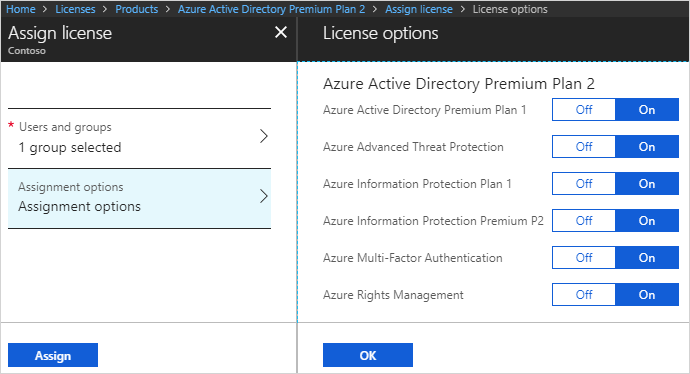 Home > Licenses > Products > Azure Active Directory Premium Plan 2 > Assign license > License options
Assign license
Contoso
* Users and groups
1 group selected
Assignment options
Assignment options
Assign
License options
Azure Active Directory Premium Plan 2
Azure Active Directory Premium Plan 1 Off On
Azure Advanced Threat Protection Off On
Azure Information Protection Plan 1 Off On
Azure Information Protection Premium P2 Off On
Azure Multi-Factor Authentication Off On
Azure Rights Management Off On
OK